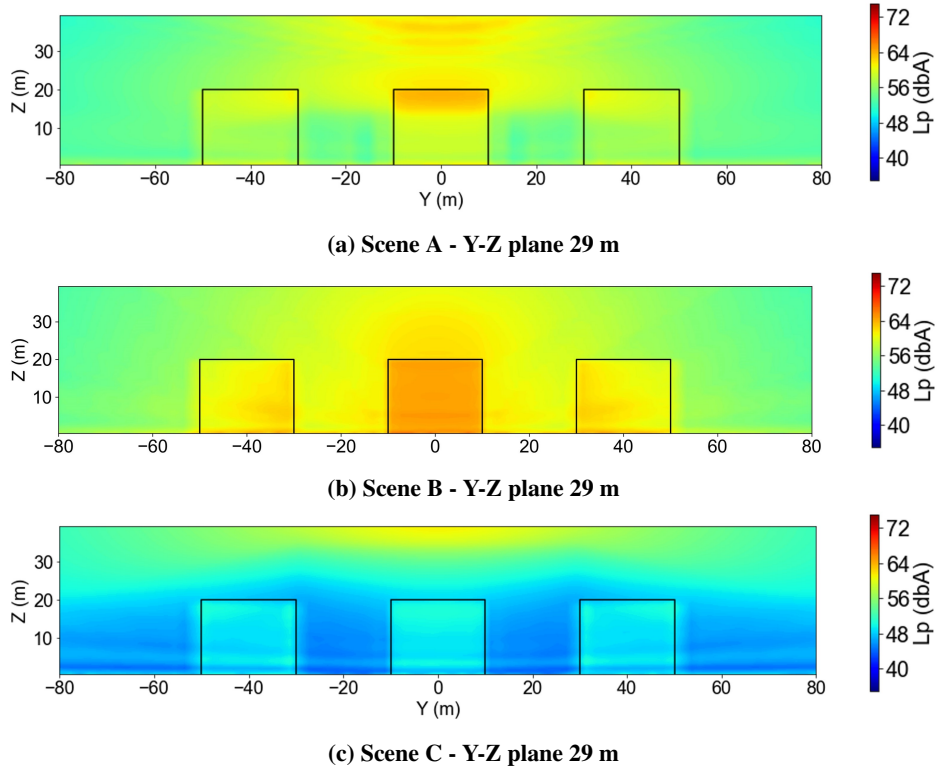 Z (m)
30
20
10
−80 −60 −40 −20 0 20 40 60 80
Y (m)
72
64
56
48
40
Lp (dbA)
(a) Scene A - Y-Z plane 29 m
Z (m)
30
20
10
−80 −60 −40 −20 0 20 40 60 80
Y (m)
72
64
56
48
40
Lp (dbA)
(b) Scene B - Y-Z plane 29 m
Z (m)
30
20
10
−80 −60 −40 −20 0 20 40 60 80
Y (m)
72
64
56
48
40
Lp (dbA)
(c) Scene C - Y-Z plane 29 m